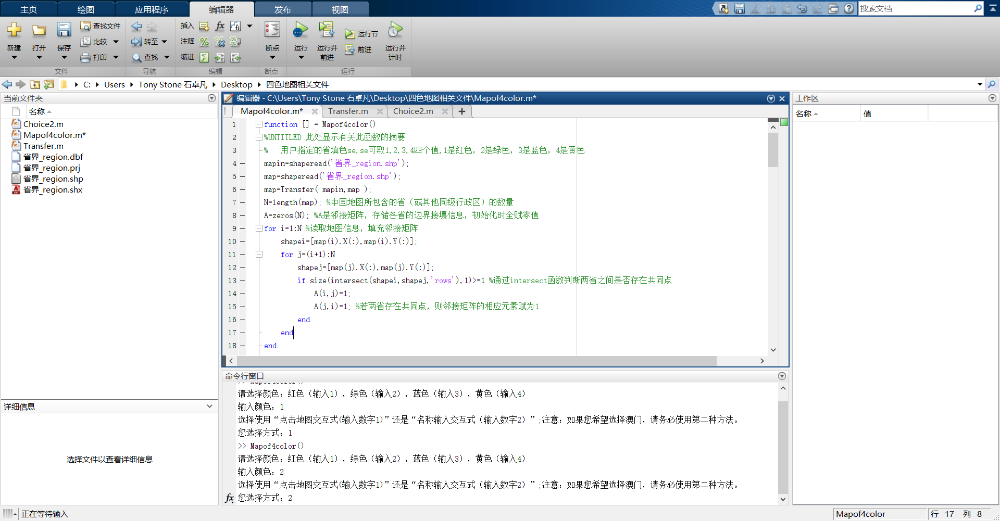 主页 绘图 应用程序 编辑器 发布 视图 搜索文档
新建 打开 保存 查找文件 比较 打印 转至 查找 插入 注释 缩进 断点 运行 运行并前进 运行节 前进 运行并计时
文件 导航 编辑 断点 运行
C: Users Tony Stone 石卓凡 Desktop 四色地图相关文件
当前文件夹
名称
Choice2.m
Mapof4color.m*
Transfer.m
省界_region.dbf
省界_region.prj
省界_region.shp
省界_region.shx
详细信息
选择文件以查看详细信息
编辑器 - C:\Users\Tony Stone 石卓凡\Desktop\四色地图相关文件\Mapof4color.m*
Mapof4color.m* Transfer.m Choice2.m
1 function [] = Mapof4color()
2 %UNTITLED 此处显示有关此函数的摘要
3 % 用户指定的省填色se,se可取1,2,3,4四个值,1是红色，2是绿色，3是蓝色，4是黄色
4 mapin=shaperead('省界_region.shp');
5 map=shaperead('省界_region.shp');
6 map=Transfer( mapin,map );
7 N=length(map); %中国地图所包含的省（或其他同级行政区）的数量
8 A=zeros(N); %A是邻接矩阵，存储各省的边界接壤信息，初始化时全赋零值
9 for i=1:N %读取地图信息，填充邻接矩阵
10 shapei=[map(i).X(:),map(i).Y(:)];
11 for j=(i+1):N
12 shapej=[map(j).X(:),map(j).Y(:)];
13 if size(intersect(shapei,shapej,'rows'),1)>=1 %通过intersect函数判断两省之间是否存在共同点
14 A(i,j)=1;
15 A(j,i)=1; %若两省存在共同点，则邻接矩阵的相应元素赋为1
16 end
17 end
18 end
命令行窗口
>> Mapof4color()
请选择颜色：红色（输入1），绿色（输入2），蓝色（输入3），黄色（输入4）
输入颜色：1
选择使用“点击地图交互式(输入数字1)”还是“名称输入交互式（输入数字2）”;注意：如果您希望选择澳门，请务必使用第二种方法。
您选择方式：1
>> Mapof4color()
请选择颜色：红色（输入1），绿色（输入2），蓝色（输入3），黄色（输入4）
输入颜色：2
选择使用“点击地图交互式(输入数字1)”还是“名称输入交互式（输入数字2）”;注意：如果您希望选择澳门，请务必使用第二种方法。
fx 您选择方式：2
工作区
名称 值
正在等待输入 Mapof4color 行 17 列 8